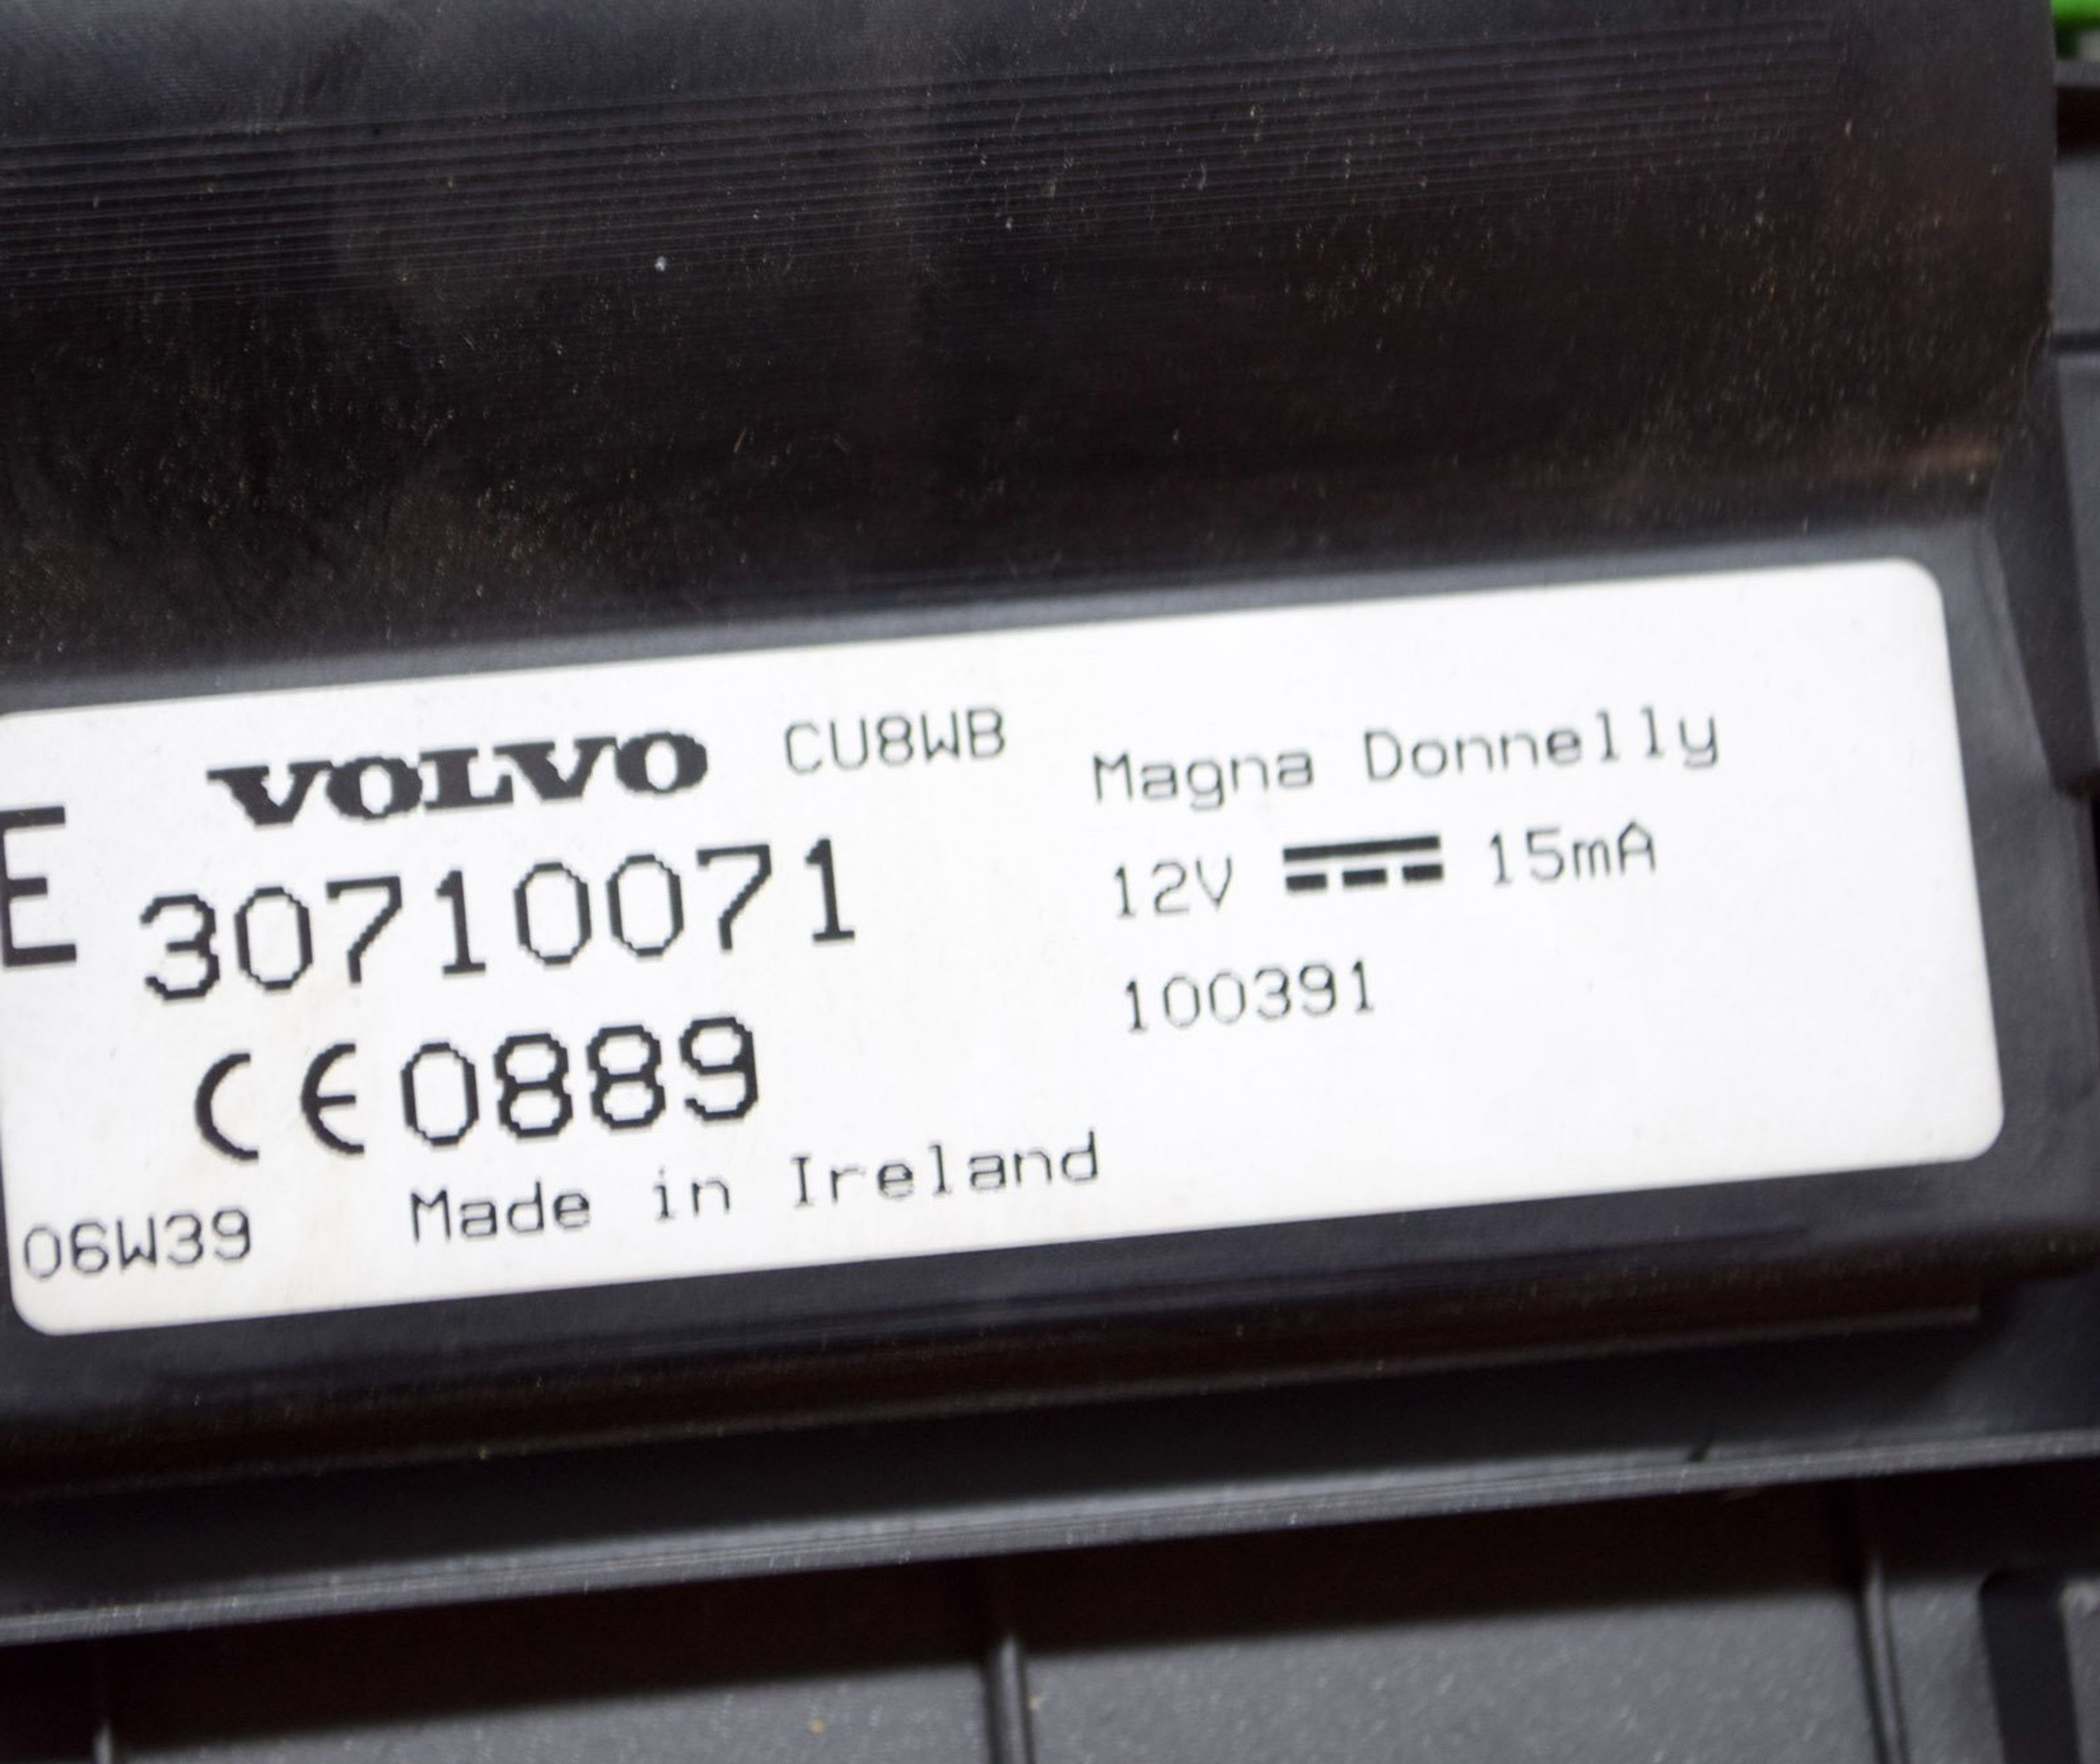 VOLVO CU8WB
E 30710071
CE0889
06W39 Made in Ireland
Magna Donnelly
12V ⎓ 15mA
100391